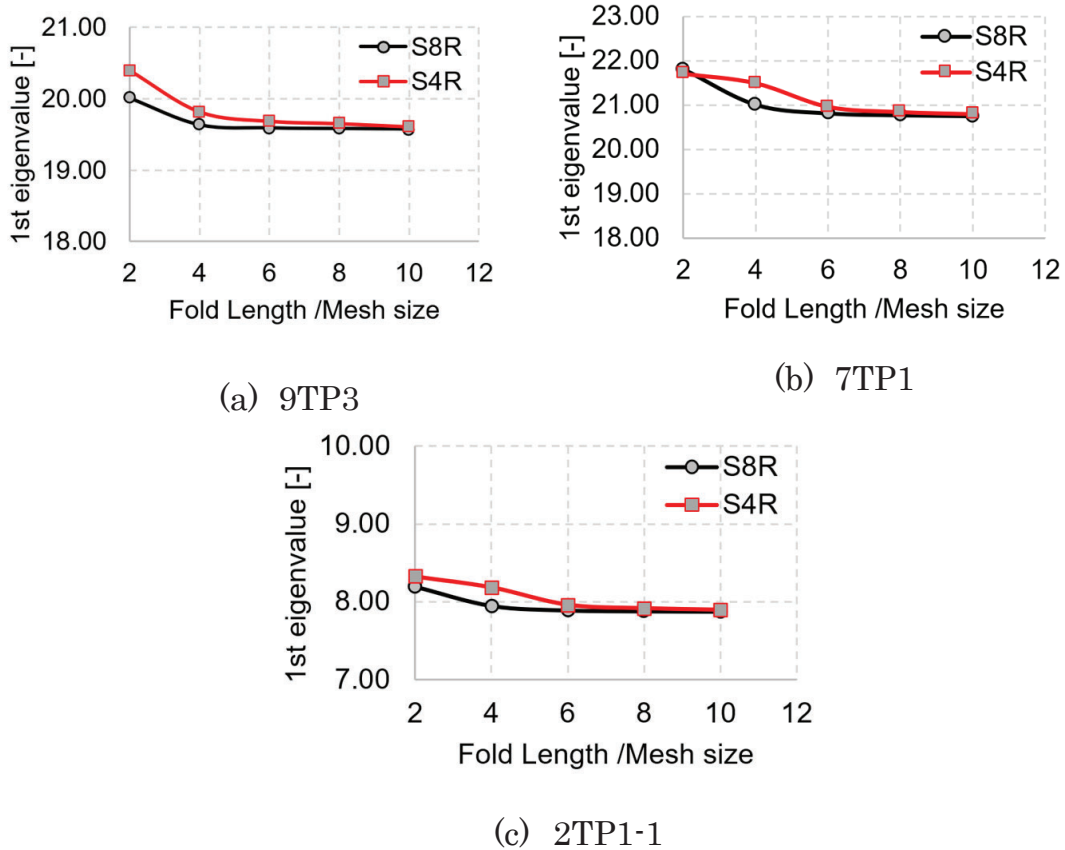 21.00
20.00
19.00
18.00
1st eigenvalue [-]
S8R
S4R
2 4 6 8 10 12
Fold Length /Mesh size
(a) 9TP3
23.00
22.00
21.00
20.00
19.00
18.00
1st eigenvalue [-]
S8R
S4R
2 4 6 8 10 12
Fold Length /Mesh size
(b) 7TP1
10.00
9.00
8.00
7.00
1st eigenvalue [-]
S8R
S4R
2 4 6 8 10 12
Fold Length /Mesh size
(c) 2TP1-1